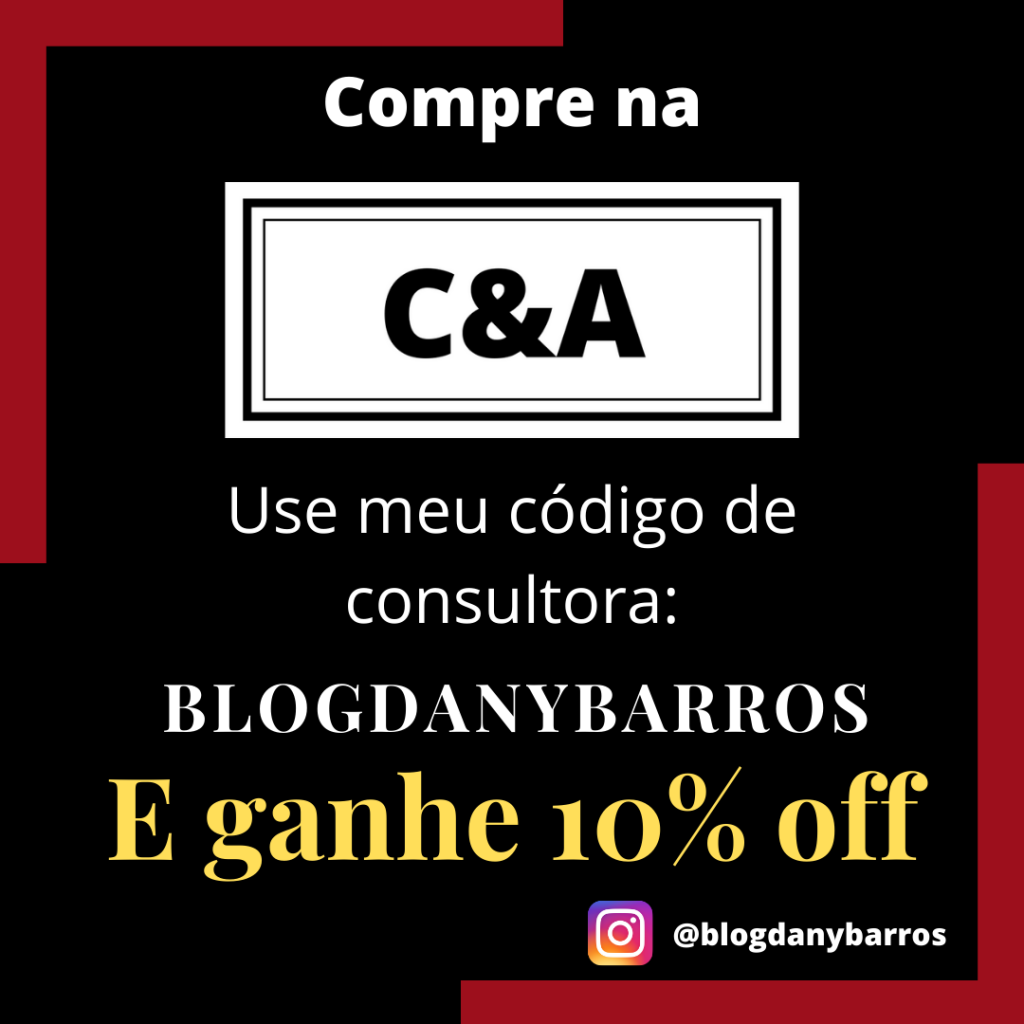 Compre na
C&A
Use meu código de
consultora:
BLOGDANYBARROS
E ganhe 10% off
@blogdanybarros